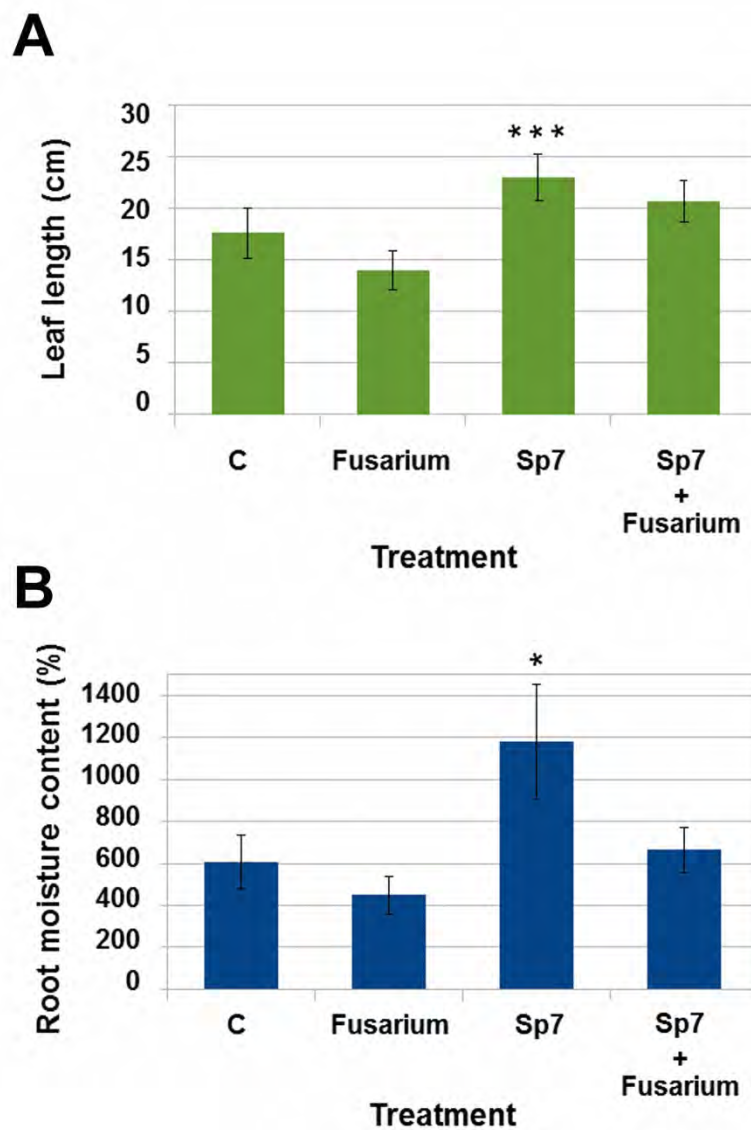 A
Leaf length (cm)
30
25
20
15
10
5
0
***
C
Fusarium
Sp7
Sp7
+
Fusarium
Treatment
B
Root moisture content (%)
1400
1200
1000
800
600
400
200
0
*
C
Fusarium
Sp7
Sp7
+
Fusarium
Treatment